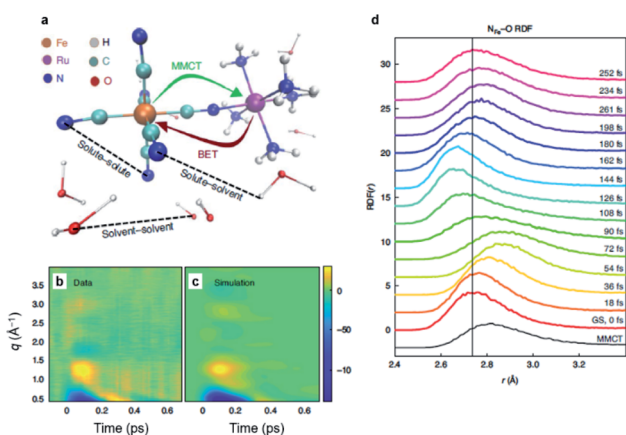 a
Fe
Ru
N
H
C
O
MMCT
BET
Solute–solute
Solute–solvent
Solvent–solvent
b
Data
c
Simulation
q (Å⁻¹)
3.5
3.0
2.5
2.0
1.5
1.0
0.5
0
-50
-10
0
0.2
0.4
0.6
0
0.2
0.4
0.6
Time (ps)
Time (ps)
d
N_Fe–O RDF
RDF(r)
30
25
20
15
10
5
0
252 fs
234 fs
261 fs
198 fs
180 fs
162 fs
144 fs
126 fs
108 fs
90 fs
72 fs
54 fs
36 fs
18 fs
GS, 0 fs
MMCT
2.4
2.6
2.8
3.0
3.2
3.4
r (Å)